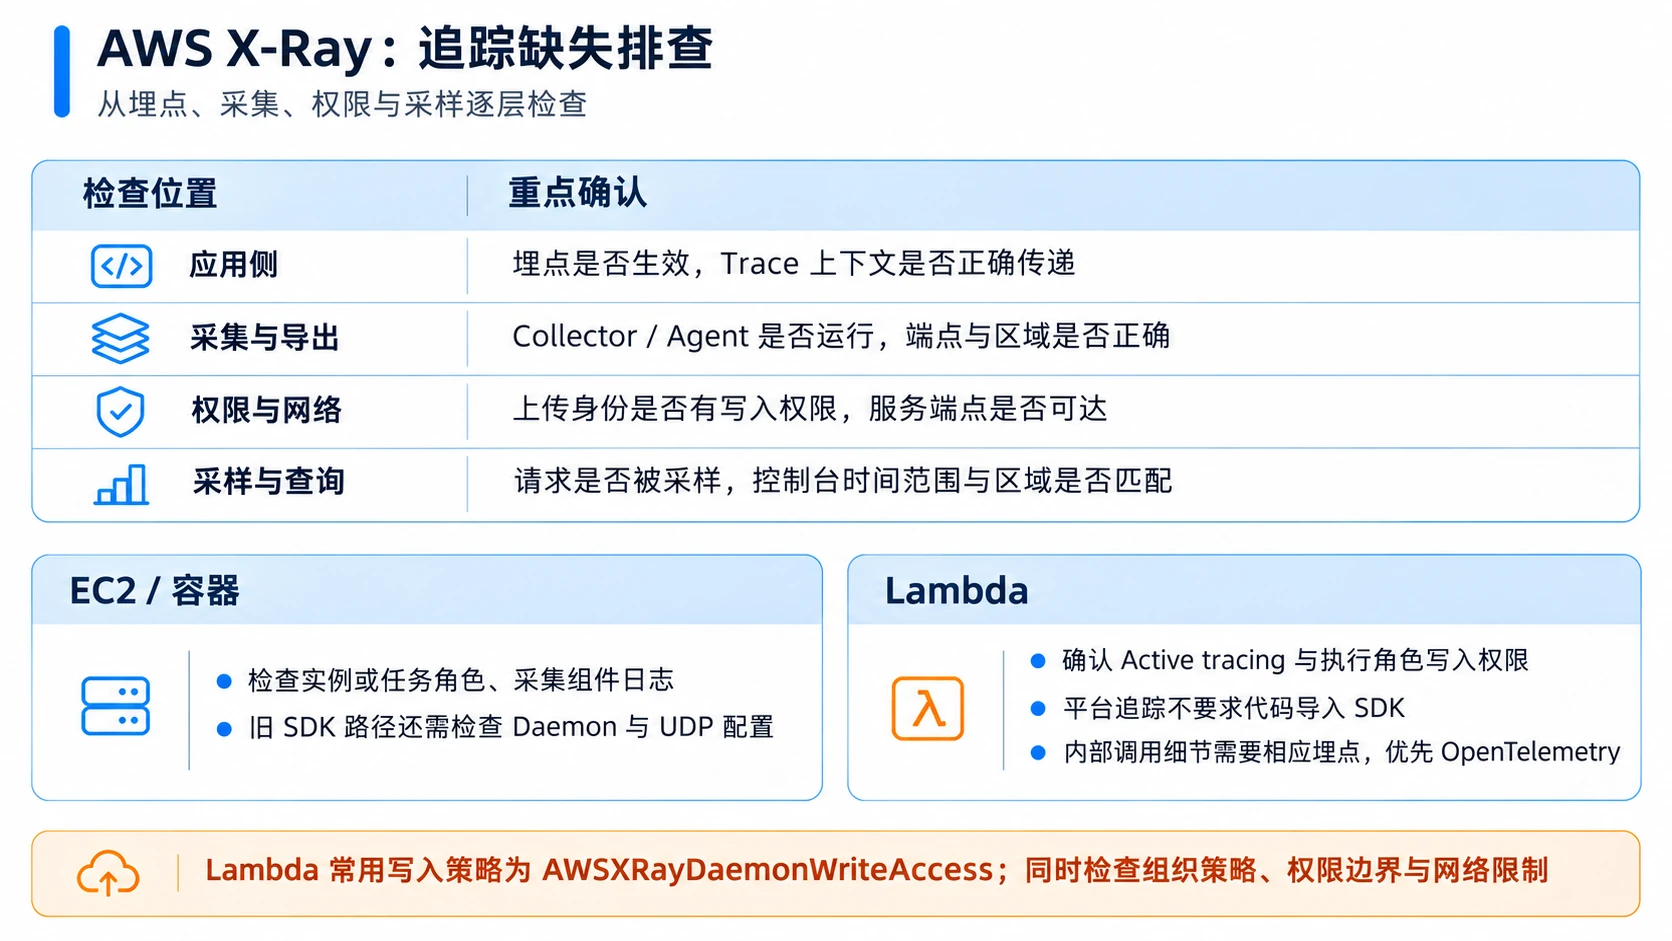 AWS X-Ray：追踪缺失排查
从埋点、采集、权限与采样逐层检查
检查位置 重点确认
</> 应用侧 埋点是否生效，Trace 上下文是否正确传递
采集与导出 Collector / Agent 是否运行，端点与区域是否正确
权限与网络 上传身份是否有写入权限，服务端点是否可达
采样与查询 请求是否被采样，控制台时间范围与区域是否匹配
EC2 / 容器
检查实例或任务角色、采集组件日志
旧 SDK 路径还需检查 Daemon 与 UDP 配置
Lambda
λ
确认 Active tracing 与执行角色写入权限
平台追踪不要求代码导入 SDK
内部调用细节需要相应埋点，优先 OpenTelemetry
Lambda 常用写入策略为 AWSXRayDaemonWriteAccess；同时检查组织策略、权限边界与网络限制